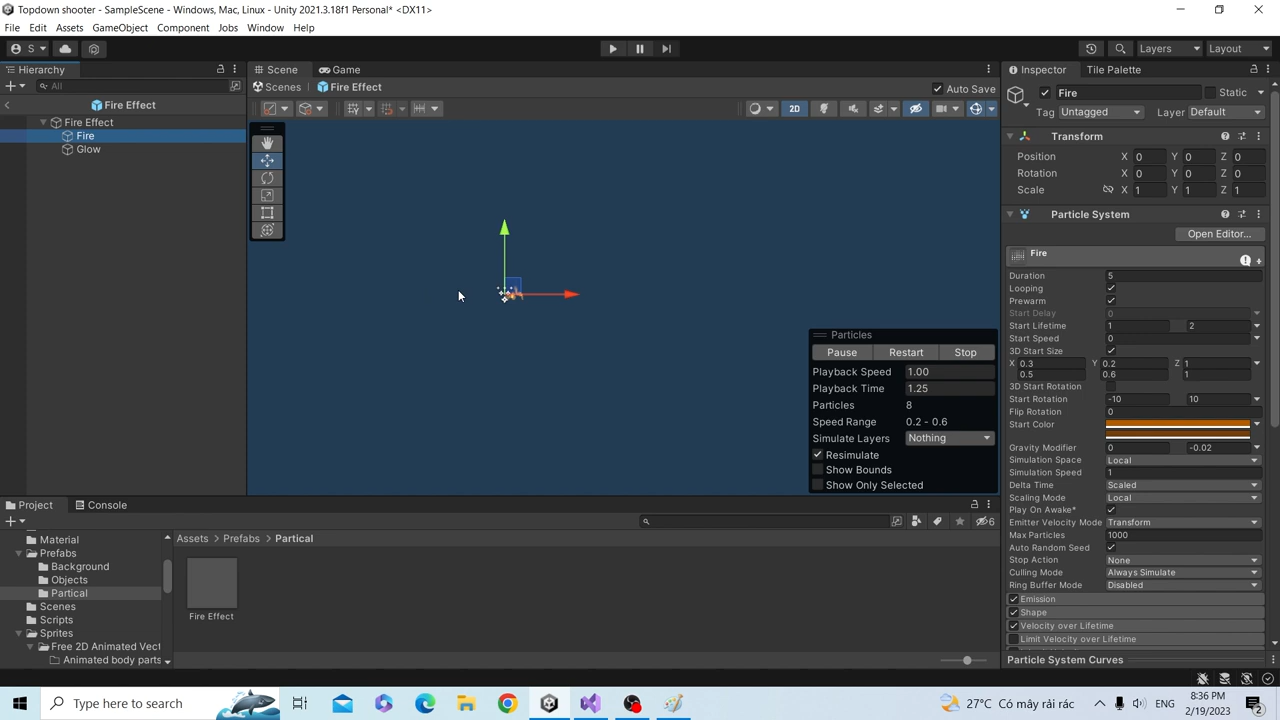 Topdown shooter - SampleScene - Windows, Mac, Linux - Unity 2021.3.18f1 Personal* <DX11>
File Edit Assets GameObject Component Jobs Window Help
S Layers Layout
Hierarchy Scene Game Inspector Tile Palette
All Scenes Fire Effect Auto Save Fire Static
Fire Effect 2D Tag Untagged Layer Default
Fire Effect
Fire Transform
Glow
Position X 0 Y 0 Z 0
Rotation X 0 Y 0 Z 0
Scale X 1 Y 1 Z 1
Particle System
Open Editor...
Fire
Duration 5
Looping
Prewarm
Start Delay 0
Start Lifetime 1 2
Start Speed 0
3D Start Size
X 0.3 Y 0.2 Z 1
0.5 0.6 1
3D Start Rotation
Start Rotation -10 10
Flip Rotation 0
Start Color
Gravity Modifier 0 -0.02
Simulation Space Local
Simulation Speed 1
Delta Time Scaled
Scaling Mode Local
Play On Awake*
Emitter Velocity Mode Transform
Max Particles 1000
Auto Random Seed
Stop Action None
Culling Mode Always Simulate
Ring Buffer Mode Disabled
Emission
Shape
Velocity over Lifetime
Limit Velocity over Lifetime
Particle System Curves
Particles
Pause Restart Stop
Playback Speed 1.00
Playback Time 1.25
Particles 8
Speed Range 0.2 - 0.6
Simulate Layers Nothing
Resimulate
Show Bounds
Show Only Selected
Project Console
6
Assets Prefabs Partical
Material
Prefabs
Background
Objects
Partical
Scenes
Scripts
Sprites
Free 2D Animated Vect
Animated body parts
Fire Effect
Type here to search 27°C Có mây rải rác ENG 8:36 PM
2/19/2023 2